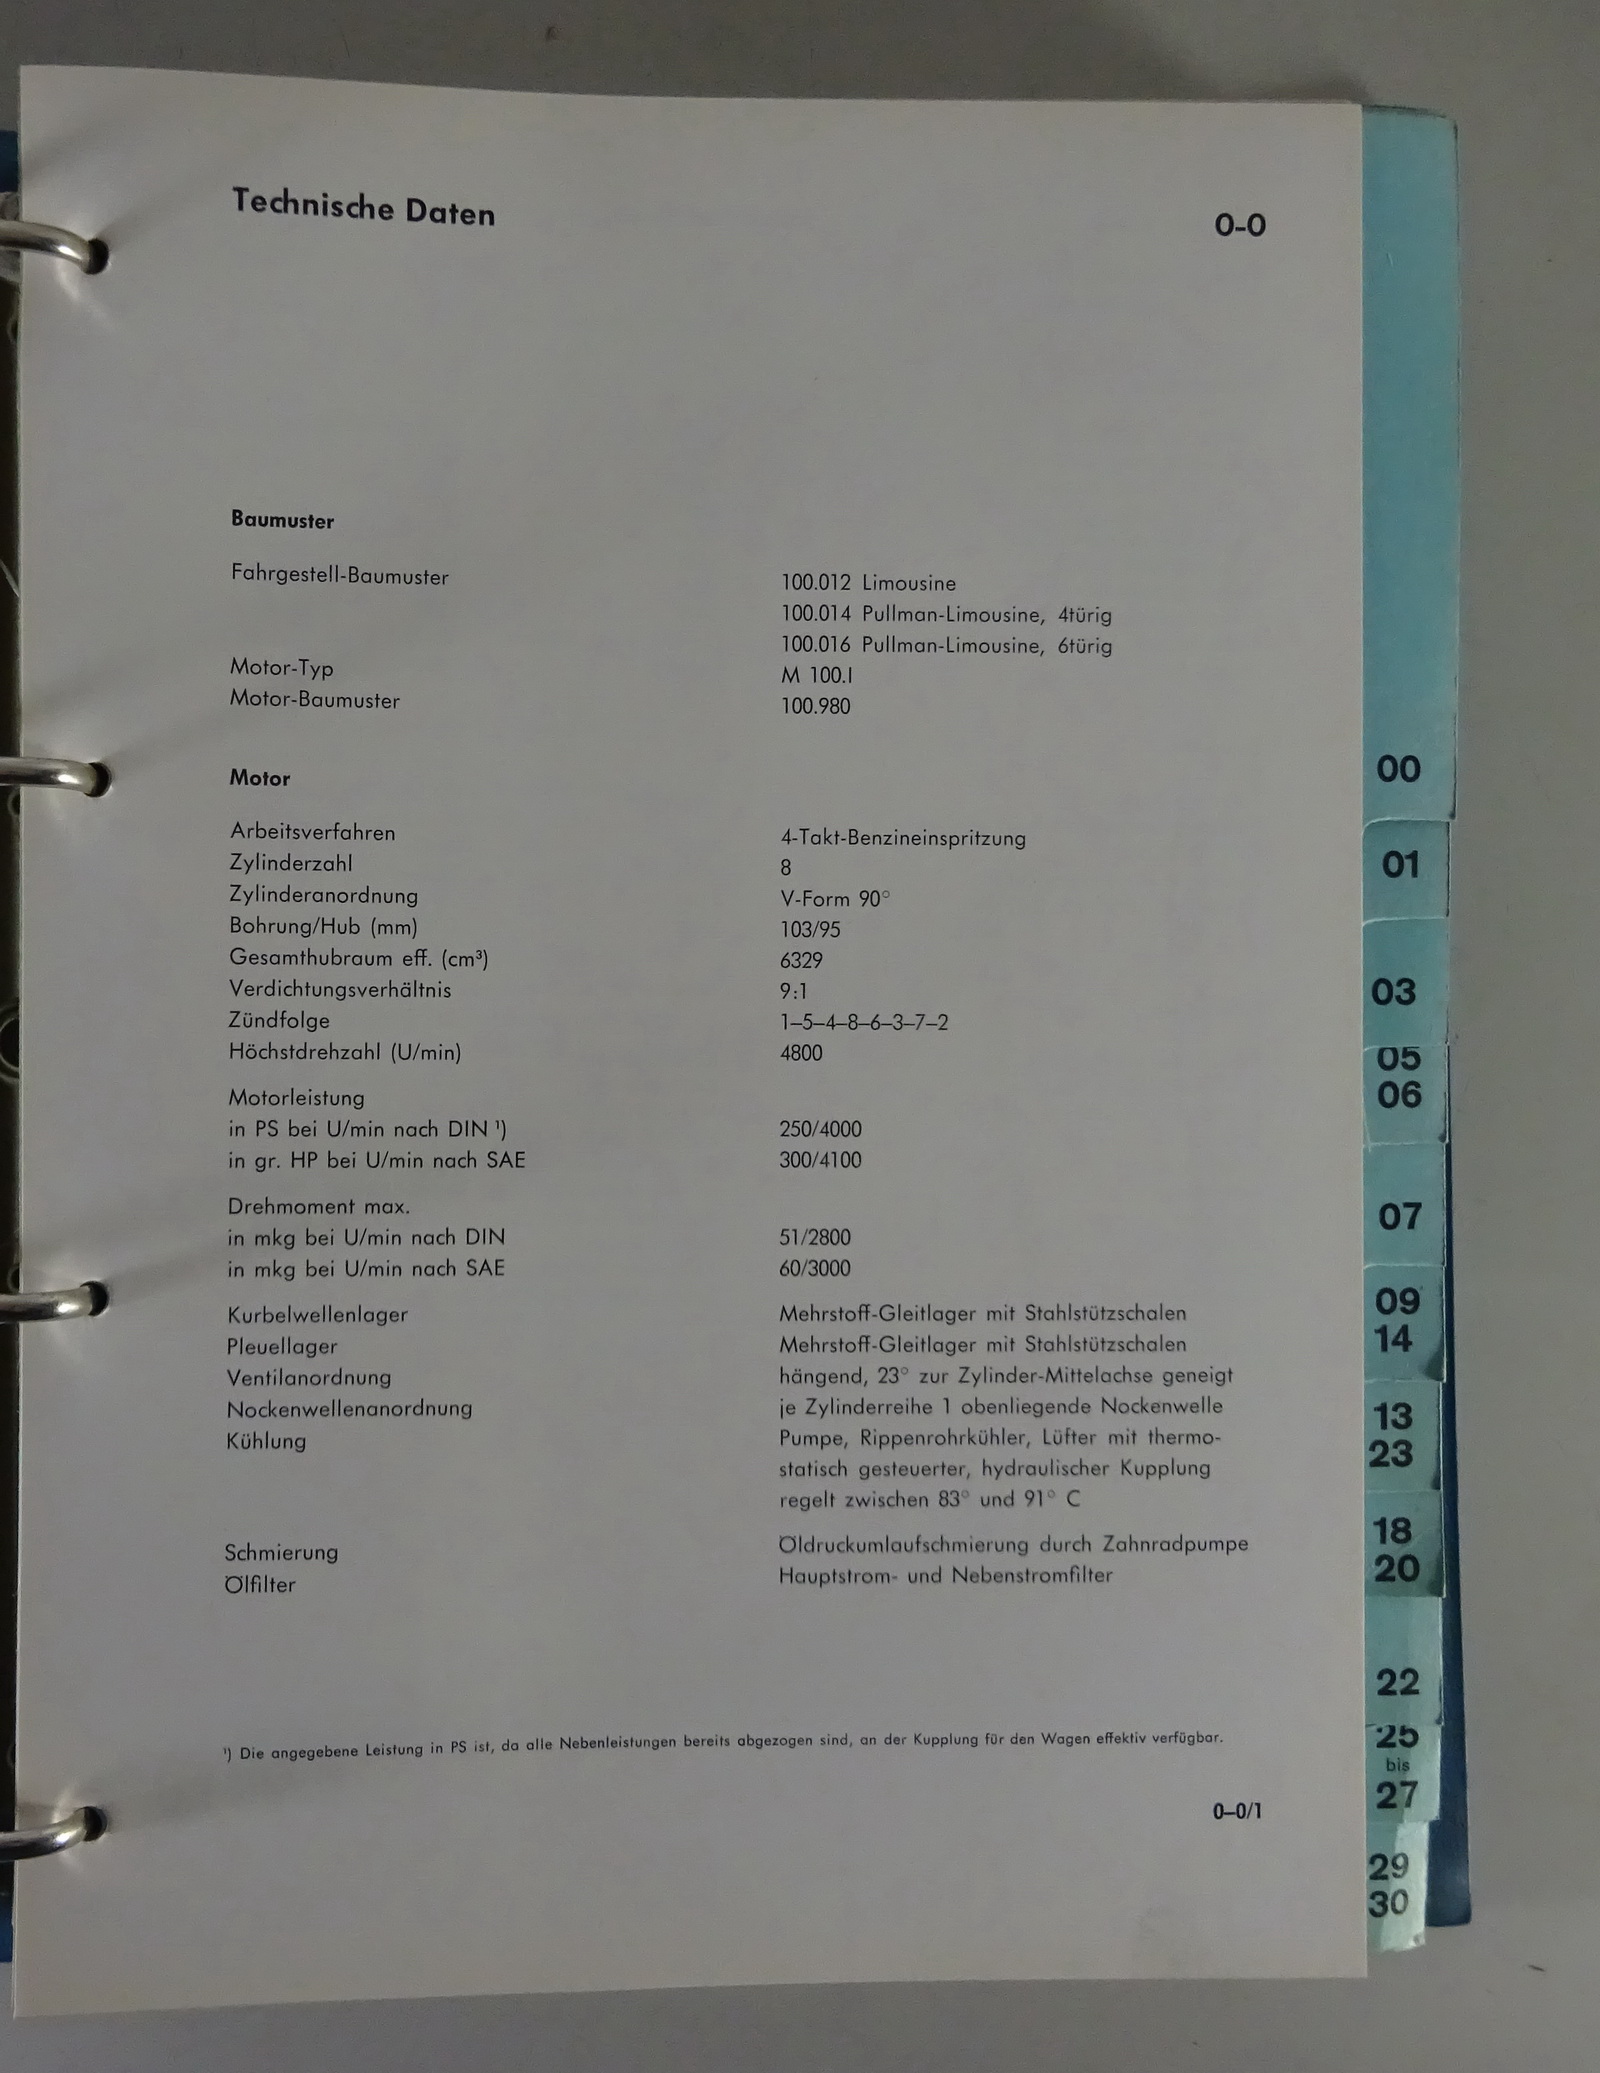 Technische Daten
0-0
Baumuster
Fahrgestell-Baumuster 100.012 Limousine
100.014 Pullman-Limousine, 4türig
100.016 Pullman-Limousine, 6türig
Motor-Typ M 100.I
Motor-Baumuster 100.980
Motor
Arbeitsverfahren 4-Takt-Benzineinspritzung
Zylinderzahl 8
Zylinderanordnung V-Form 90°
Bohrung/Hub (mm) 103/95
Gesamthubraum eff. (cm³) 6329
Verdichtungsverhältnis 9:1
Zündfolge 1–5–4–8–6–3–7–2
Höchstdrehzahl (U/min) 4800
Motorleistung
in PS bei U/min nach DIN ¹) 250/4000
in gr. HP bei U/min nach SAE 300/4100
Drehmoment max.
in mkg bei U/min nach DIN 51/2800
in mkg bei U/min nach SAE 60/3000
Kurbelwellenlager Mehrstoff-Gleitlager mit Stahlstützschalen
Pleuellager Mehrstoff-Gleitlager mit Stahlstützschalen
Ventilanordnung hängend, 23° zur Zylinder-Mittelachse geneigt
Nockenwellenanordnung je Zylinderreihe 1 obenliegende Nockenwelle
Kühlung Pumpe, Rippenrohrkühler, Lüfter mit thermo-
statisch gesteuerter, hydraulischer Kupplung
regelt zwischen 83° und 91° C
Schmierung Öldruckumlaufschmierung durch Zahnradpumpe
Ölfilter Hauptstrom- und Nebenstromfilter
¹) Die angegebene Leistung in PS ist, da alle Nebenleistungen bereits abgezogen sind, an der Kupplung für den Wagen effektiv verfügbar.
0–0/1
00
01
03
05
06
07
09
14
13
23
18
20
22
25
bis
27
29
30